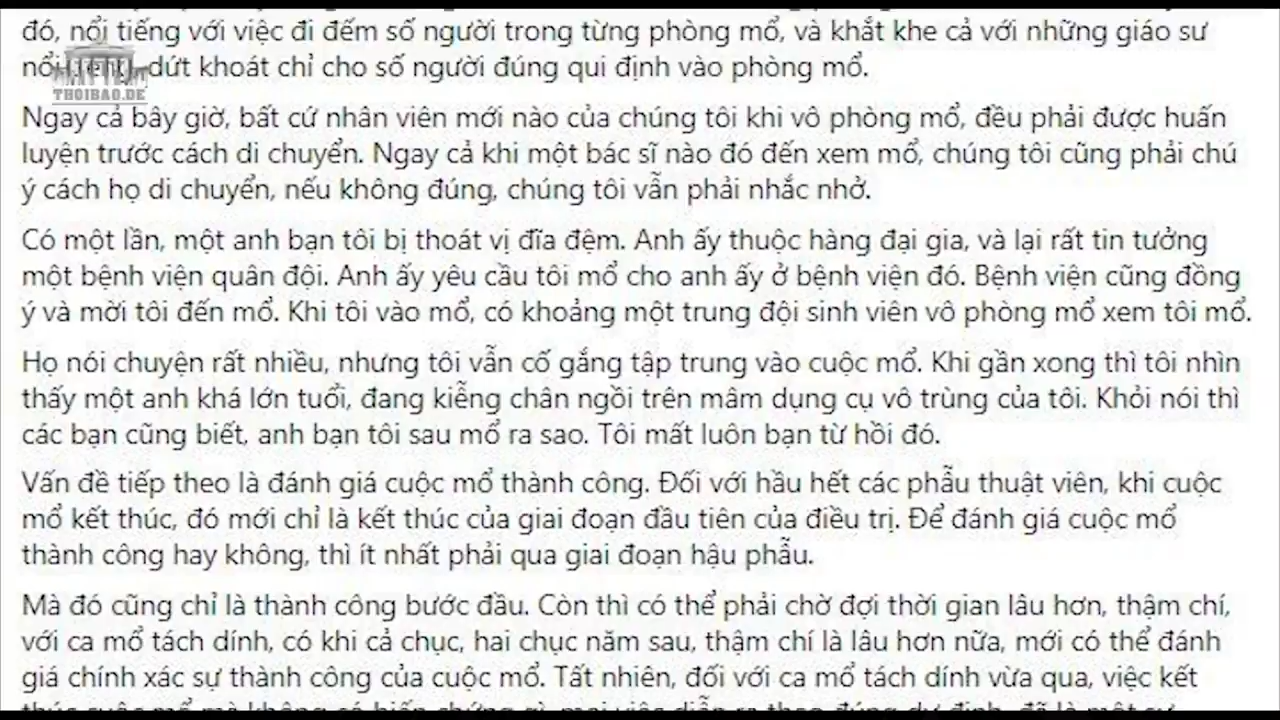 đó, nổi tiếng với việc đi đếm số người trong từng phòng mổ, và khắt khe cả với những giáo sư
dứt khoát chỉ cho số người đúng qui định vào phòng mổ.
THOIBAO.DE
Ngay cả bây giờ, bất cứ nhân viên mới nào của chúng tôi khi vô phòng mổ, đều phải được huấn
luyện trước cách di chuyển. Ngay cả khi một bác sĩ nào đó đến xem mổ, chúng tôi cũng phải chú
ý cách họ di chuyển, nếu không đúng, chúng tôi vẫn phải nhắc nhở.
Có một lần, một anh bạn tôi bị thoát vị đĩa đệm. Anh ấy thuộc hàng đại gia, và lại rất tin tưởng
một bệnh viện quân đội. Anh ấy yêu cầu tôi mổ cho anh ấy ở bệnh viện đó. Bệnh viện cũng đồng
ý và mời tôi đến mổ. Khi tôi vào mổ, có khoảng một trung đội sinh viên vô phòng mổ xem tôi mổ.
Họ nói chuyện rất nhiều, nhưng tôi vẫn cố gắng tập trung vào cuộc mổ. Khi gần xong thì tôi nhìn
thấy một anh khá lớn tuổi, đang kiễng chân ngồi trên mâm dụng cụ vô trùng của tôi. Khỏi nói thì
các bạn cũng biết, anh bạn tôi sau mổ ra sao. Tôi mất luôn bạn từ hồi đó.
Vấn đề tiếp theo là đánh giá cuộc mổ thành công. Đối với hầu hết các phẫu thuật viên, khi cuộc
mổ kết thúc, đó mới chỉ là kết thúc của giai đoạn đầu tiên của điều trị. Để đánh giá cuộc mổ
thành công hay không, thì ít nhất phải qua giai đoạn hậu phẫu.
Mà đó cũng chỉ là thành công bước đầu. Còn thì có thể phải chờ đợi thời gian lâu hơn, thậm chí,
với ca mổ tách dính, có khi cả chục, hai chục năm sau, thậm chí là lâu hơn nữa, mới có thể đánh
giá chính xác sự thành công của cuộc mổ. Tất nhiên, đối với ca mổ tách dính vừa qua, việc kết